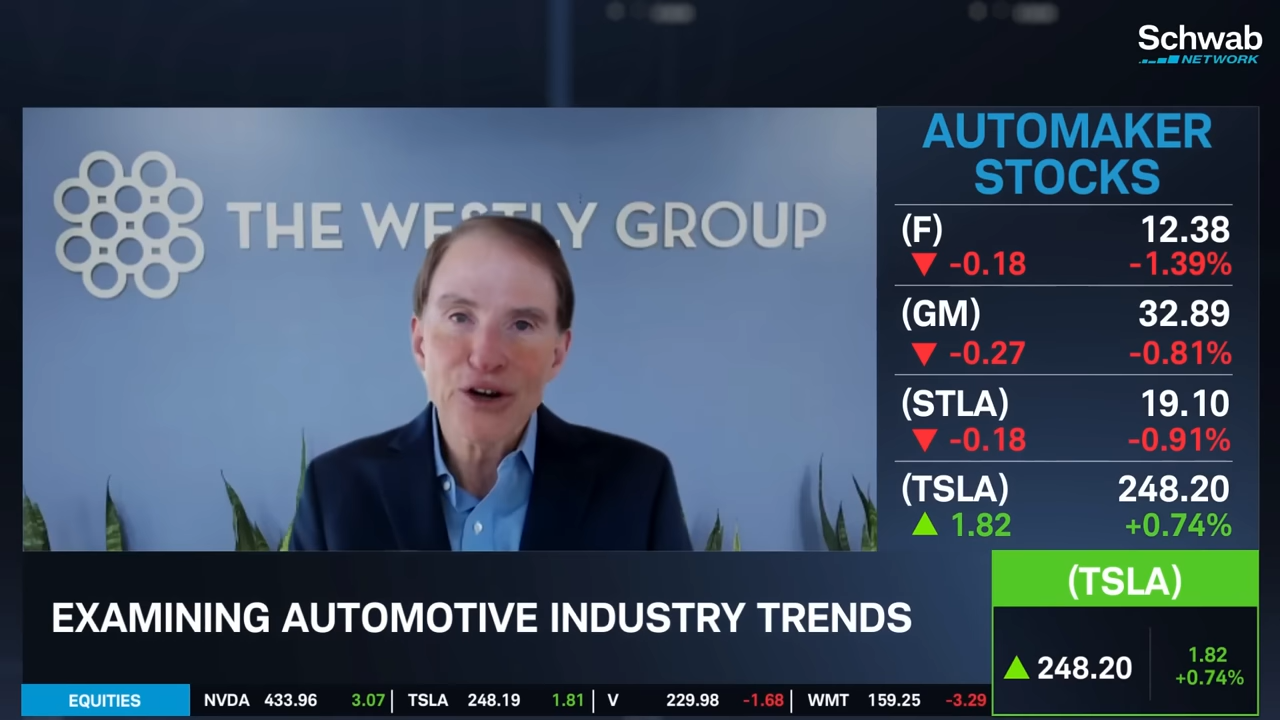 Schwab
NETWORK
THE WESTLY GROUP
AUTOMAKER
STOCKS
(F) 12.38
▼ -0.18 -1.39%
(GM) 32.89
▼ -0.27 -0.81%
(STLA) 19.10
▼ -0.18 -0.91%
(TSLA) 248.20
▲ 1.82 +0.74%
EXAMINING AUTOMOTIVE INDUSTRY TRENDS
(TSLA)
▲ 248.20 1.82
+0.74%
EQUITIES NVDA 433.96 3.07 TSLA 248.19 1.81 V 229.98 -1.68 WMT 159.25 -3.29